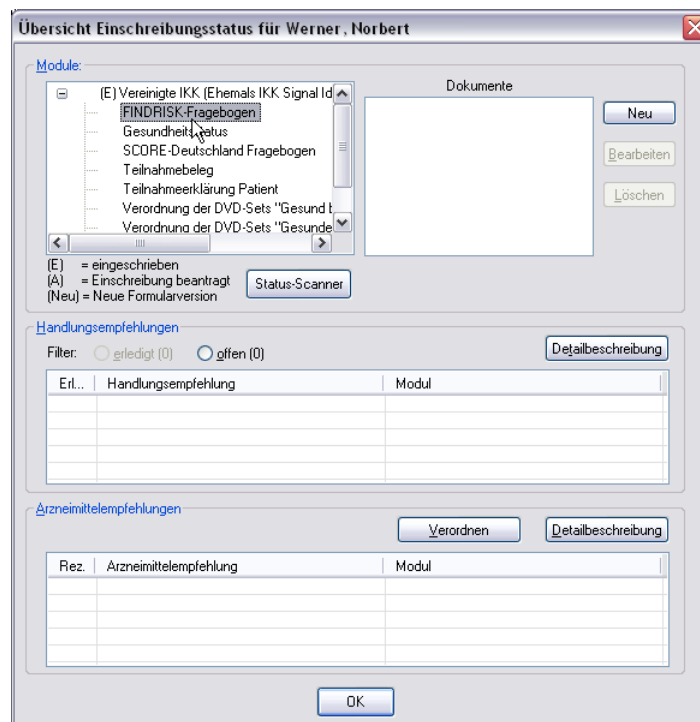 Übersicht Einschreibungsstatus für Werner, Norbert
Module:
Dokumente
(E) Vereinigte IKK (Ehemals IKK Signal Id
FINDRISK-Fragebogen
Gesundheitsstatus
SCORE-Deutschland Fragebogen
Teilnahmebeleg
Teilnahmeerklärung Patient
Verordnung der DVD-Sets "Gesund b
Verordnung der DVD-Sets "Gesunde
Neu
Bearbeiten
Löschen
(E) = eingeschrieben
(A) = Einschreibung beantragt
(Neu) = Neue Formularversion
Status-Scanner
Handlungsempfehlungen
Filter: erledigt (0) offen (0)
Detailbeschreibung
Erl... Handlungsempfehlung Modul
Arzneimittelempfehlungen
Verordnen Detailbeschreibung
Rez. Arzneimittelempfehlung Modul
OK